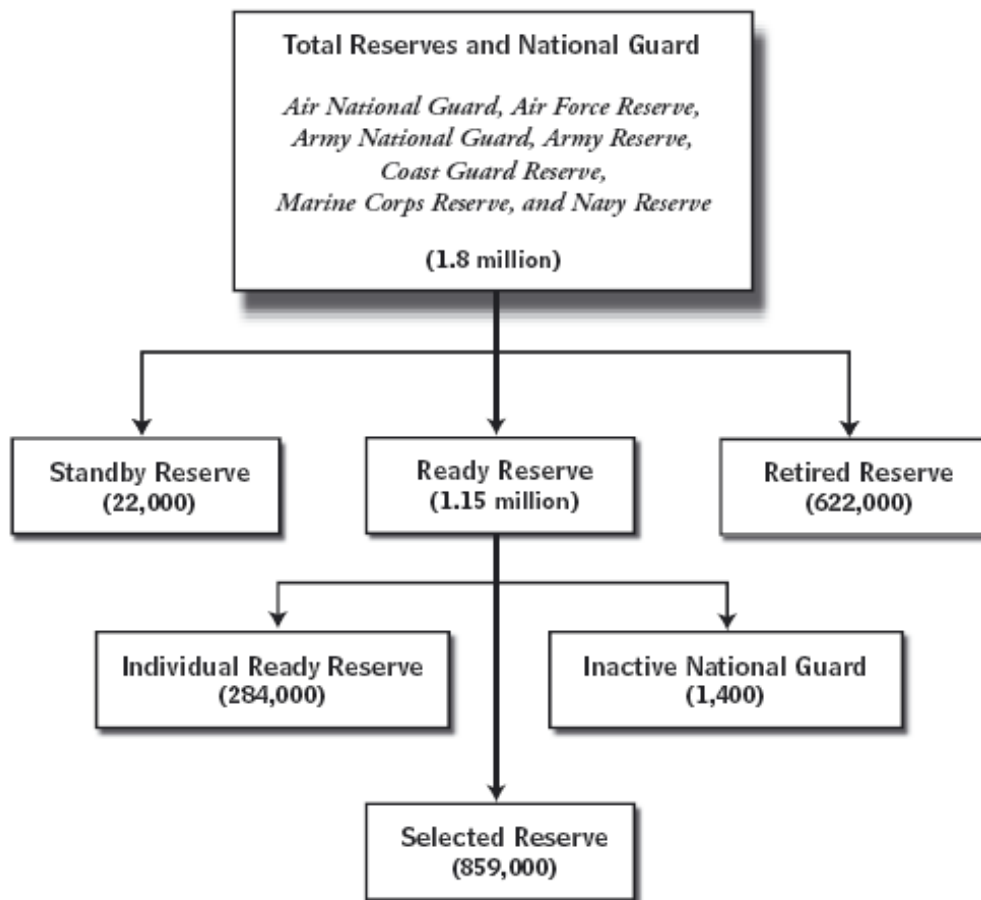 Total Reserves and National Guard
Air National Guard, Air Force Reserve,
Army National Guard, Army Reserve,
Coast Guard Reserve,
Marine Corps Reserve, and Navy Reserve
(1.8 million)
Standby Reserve
(22,000)
Ready Reserve
(1.15 million)
Retired Reserve
(622,000)
Individual Ready Reserve
(284,000)
Inactive National Guard
(1,400)
Selected Reserve
(859,000)